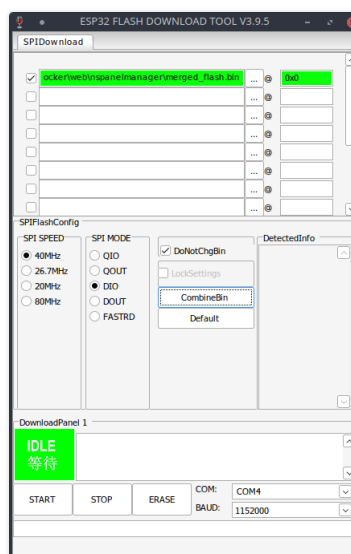 ESP32 FLASH DOWNLOAD TOOL V3.9.5
SPIDownload
ocker\web\nspanelmanager\merged_flash.bin ... @ 0x0
... @
... @
... @
... @
... @
... @
... @
SPIFlashConfig
SPI SPEED SPI MODE DetectedInfo
40MHz QIO DoNotChgBin
26.7MHz QOUT LockSettings
20MHz DIO CombineBin
80MHz DOUT Default
FASTRD
DownloadPanel 1
IDLE
等待
START STOP ERASE COM: COM4
BAUD: 1152000